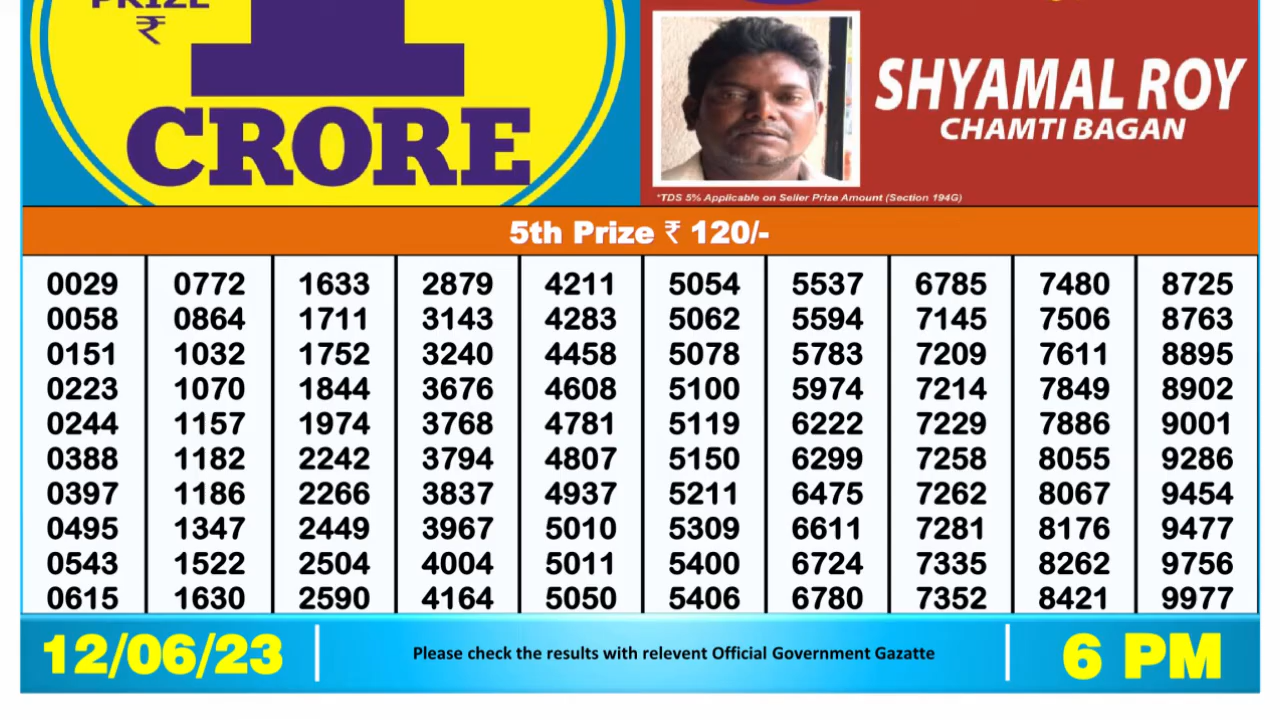 PRIZE
₹
1
CRORE
SHYAMAL ROY
CHAMTI BAGAN
*TDS 5% Applicable on Seller Prize Amount (Section 194G)
5th Prize ₹ 120/-
0029 0772 1633 2879 4211 5054 5537 6785 7480 8725
0058 0864 1711 3143 4283 5062 5594 7145 7506 8763
0151 1032 1752 3240 4458 5078 5783 7209 7611 8895
0223 1070 1844 3676 4608 5100 5974 7214 7849 8902
0244 1157 1974 3768 4781 5119 6222 7229 7886 9001
0388 1182 2242 3794 4807 5150 6299 7258 8055 9286
0397 1186 2266 3837 4937 5211 6475 7262 8067 9454
0495 1347 2449 3967 5010 5309 6611 7281 8176 9477
0543 1522 2504 4004 5011 5400 6724 7335 8262 9756
0615 1630 2590 4164 5050 5406 6780 7352 8421 9977
12/06/23
Please check the results with relevent Official Government Gazatte
6 PM